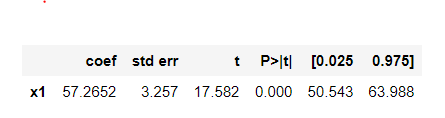 coef std err t P>|t| [0.025 0.975]
x1 57.2652 3.257 17.582 0.000 50.543 63.988